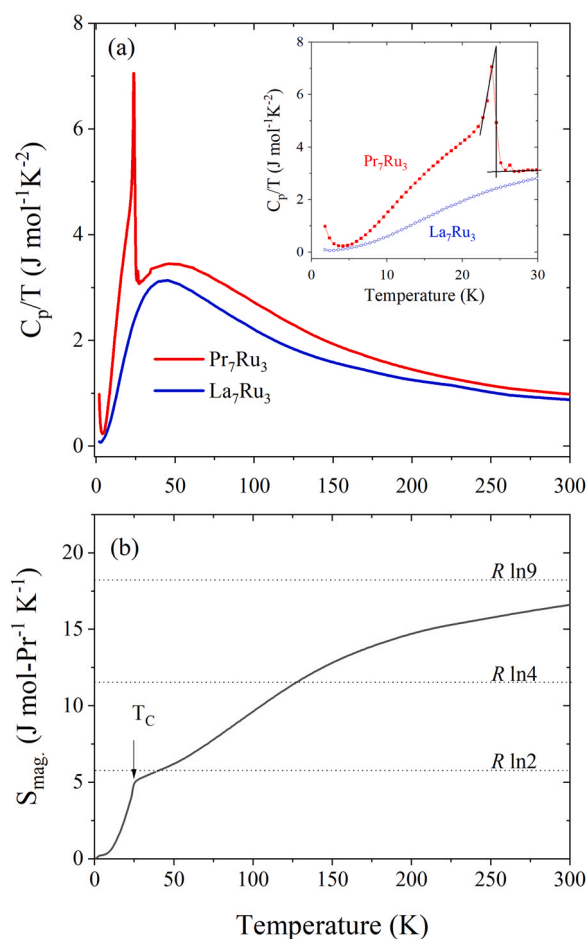 (a)
C_p/T (J mol⁻¹K⁻²)
8
6
4
2
0
0 50 100 150 200 250 300
Pr₇Ru₃
La₇Ru₃
C_p/T (J mol⁻¹K⁻²)
8
6
4
2
0
Pr₇Ru₃
La₇Ru₃
0 10 20 30
Temperature (K)
(b)
S_mag. (J mol-Pr⁻¹ K⁻¹)
20
15
10
5
0
R ln9
R ln4
R ln2
T_C
0 50 100 150 200 250 300
Temperature (K)